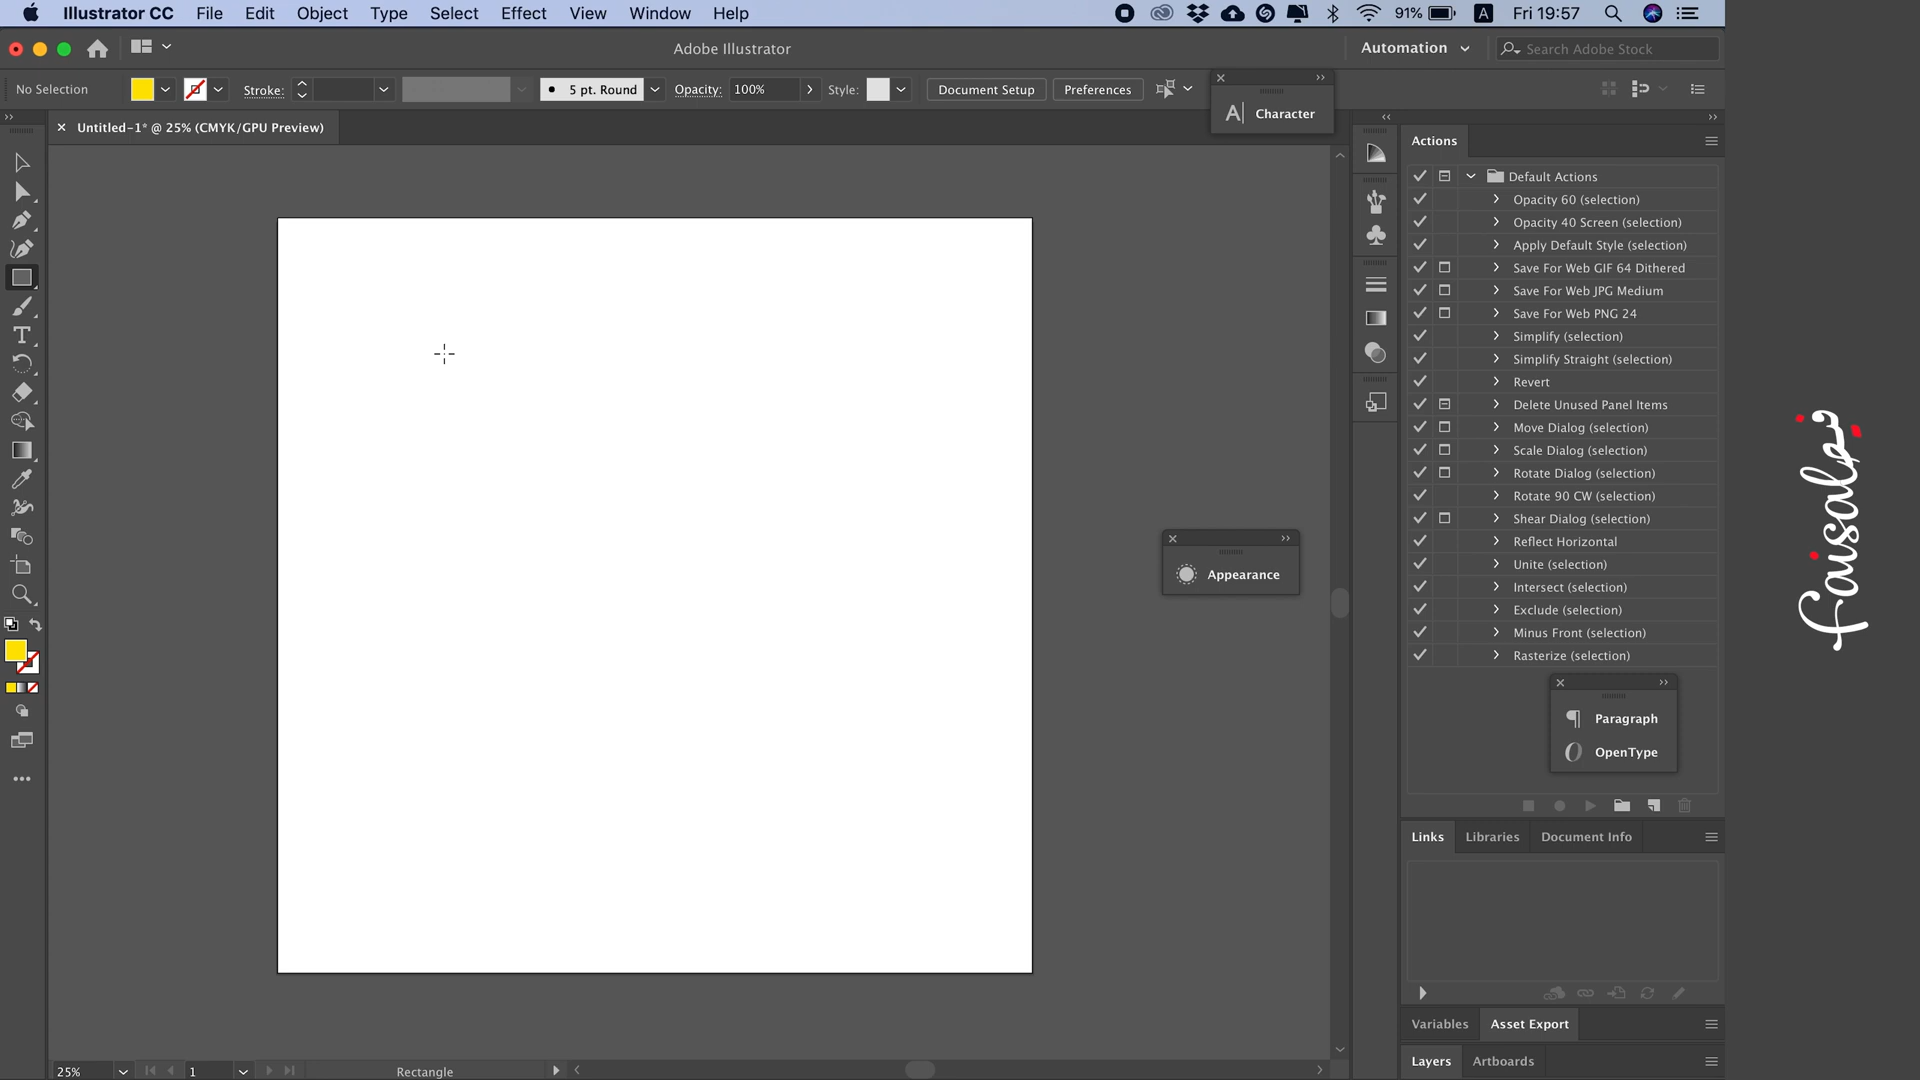 Illustrator CC File Edit Object Type Select Effect View Window Help 91% A Fri 19:57
Adobe Illustrator
Automation
Search Adobe Stock
No Selection
Stroke:
5 pt. Round
Opacity:
100%
Style:
Document Setup
Preferences
Character
Untitled-1* @ 25% (CMYK/GPU Preview)
Actions
Default Actions
Opacity 60 (selection)
Opacity 40 Screen (selection)
Apply Default Style (selection)
Save For Web GIF 64 Dithered
Save For Web JPG Medium
Save For Web PNG 24
Simplify (selection)
Simplify Straight (selection)
Revert
Delete Unused Panel Items
Move Dialog (selection)
Scale Dialog (selection)
Rotate Dialog (selection)
Rotate 90 CW (selection)
Shear Dialog (selection)
Reflect Horizontal
Unite (selection)
Intersect (selection)
Exclude (selection)
Minus Front (selection)
Rasterize (selection)
Appearance
Paragraph
OpenType
Links
Libraries
Document Info
Variables
Asset Export
Layers
Artboards
25%
1
Rectangle